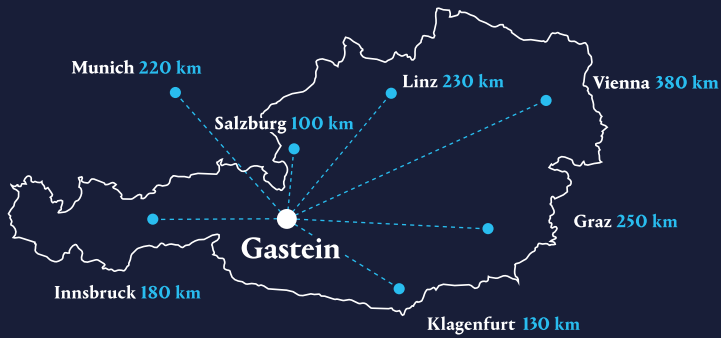 Munich 220 km
Linz 230 km
Vienna 380 km
Salzburg 100 km
Graz 250 km
Gastein
Innsbruck 180 km
Klagenfurt 130 km